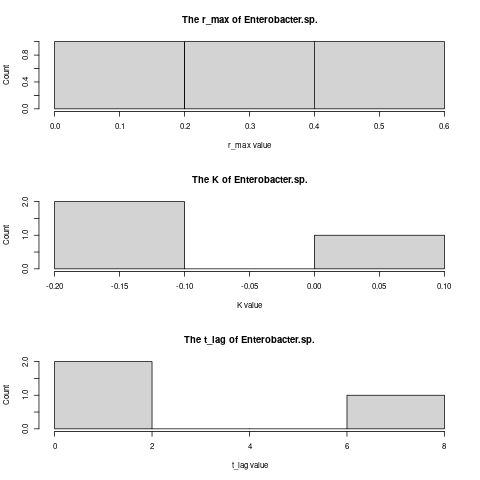 The r_max of Enterobacter.sp.
Count
0.0 0.4 0.8
0.0 0.1 0.2 0.3 0.4 0.5 0.6
r_max value
The K of Enterobacter.sp.
Count
0.0 1.0 2.0
-0.20 -0.15 -0.10 -0.05 0.00 0.05 0.10
K value
The t_lag of Enterobacter.sp.
Count
0.0 1.0 2.0
0 2 4 6 8
t_lag value